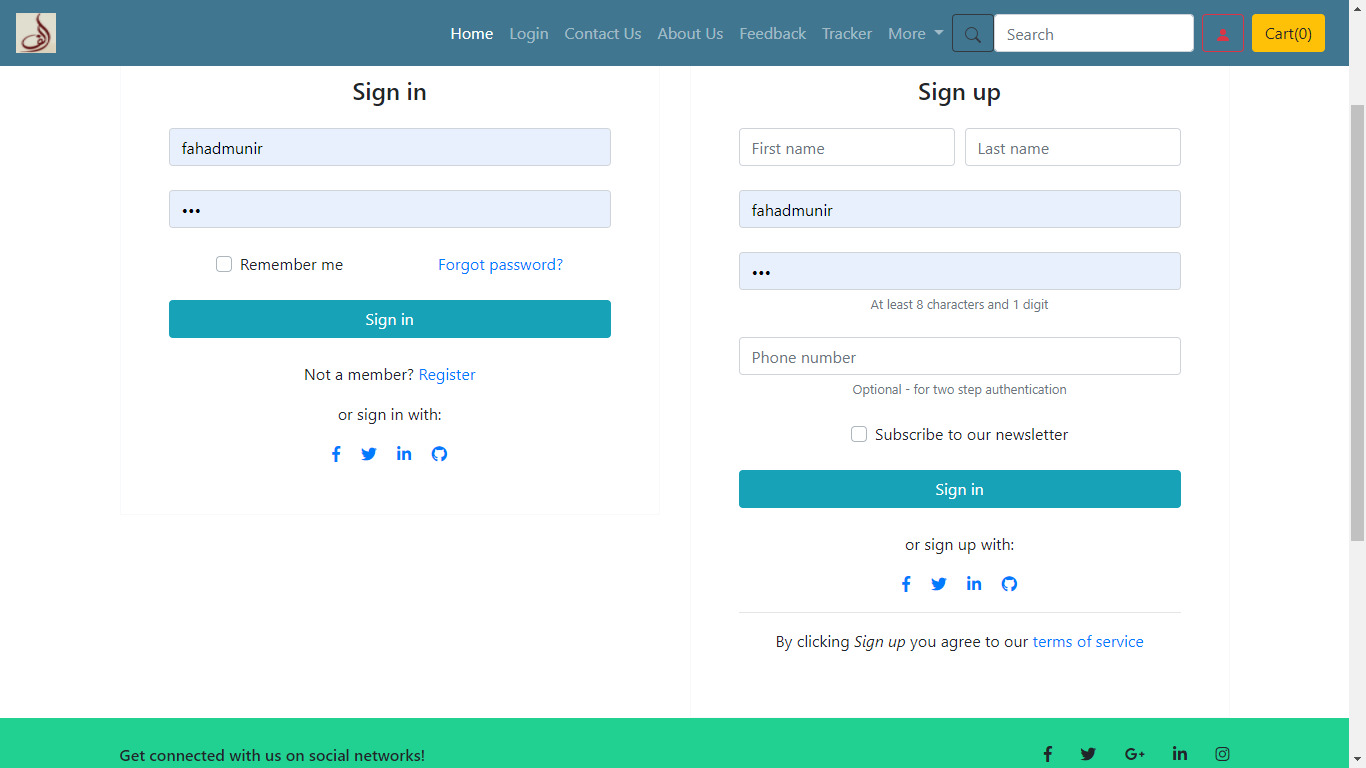 Home Login Contact Us About Us Feedback Tracker More Search Cart(0)
Sign in
fahadmunir
•••
Remember me Forgot password?
Sign in
Not a member? Register
or sign in with:
Sign up
First name Last name
fahadmunir
•••
At least 8 characters and 1 digit
Phone number
Optional - for two step authentication
Subscribe to our newsletter
Sign in
or sign up with:
By clicking Sign up you agree to our terms of service
Get connected with us on social networks!